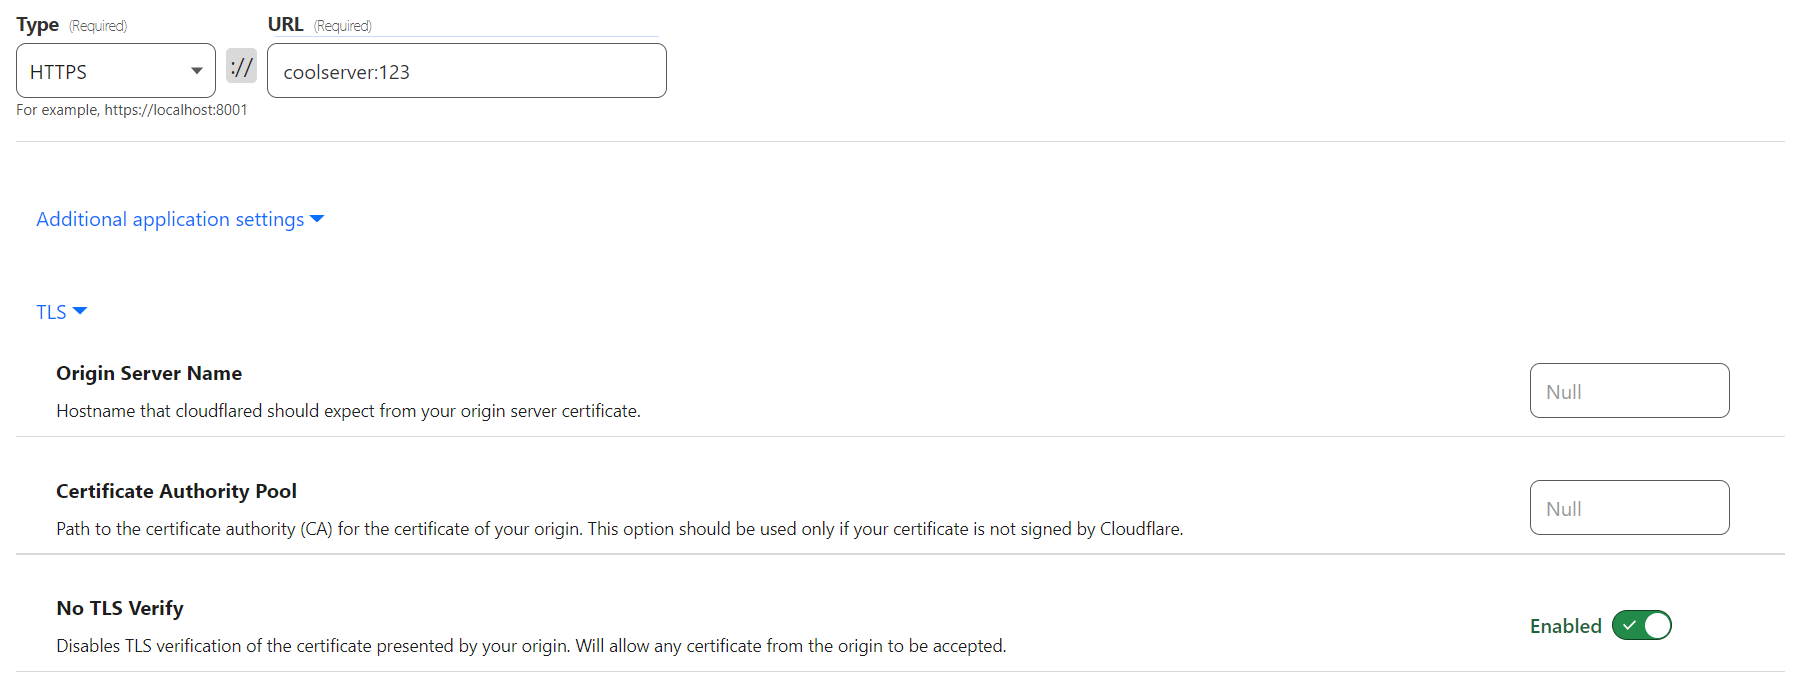 Type (Required) URL (Required)
HTTPS :// coolserver:123
For example, https://localhost:8001
Additional application settings
TLS
Origin Server Name
Hostname that cloudflared should expect from your origin server certificate.
Null
Certificate Authority Pool
Path to the certificate authority (CA) for the certificate of your origin. This option should be used only if your certificate is not signed by Cloudflare.
Null
No TLS Verify
Disables TLS verification of the certificate presented by your origin. Will allow any certificate from the origin to be accepted.
Enabled